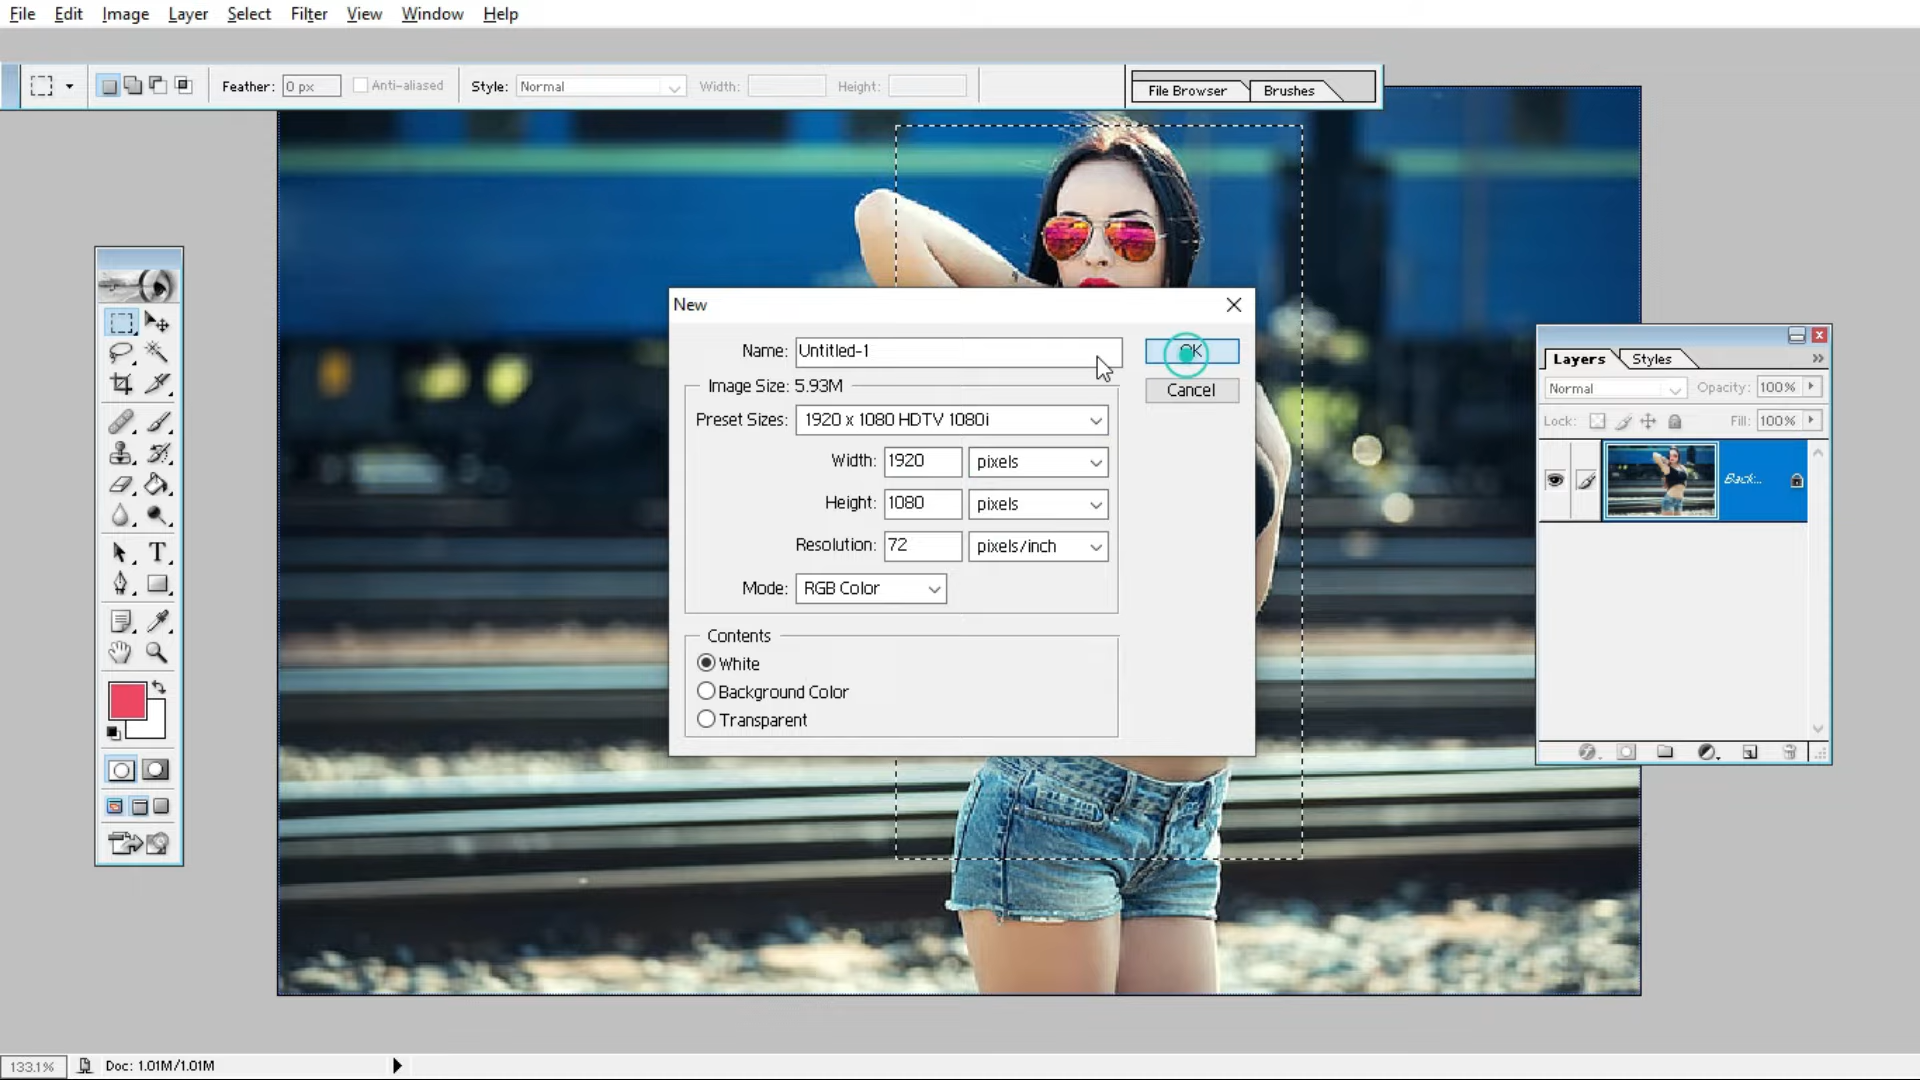 File Edit Image Layer Select Filter View Window Help
Feather: 0 px Anti-aliased Style: Normal Width: Height: File Browser Brushes
New
Name: Untitled-1 OK
Image Size: 5.93M Cancel
Preset Sizes: 1920 x 1080 HDTV 1080i
Width: 1920 pixels
Height: 1080 pixels
Resolution: 72 pixels/inch
Mode: RGB Color
Contents
White
Background Color
Transparent
Layers Styles
Normal Opacity: 100%
Lock: Fill: 100%
Back...
T
133.1% Doc: 1.01M/1.01M